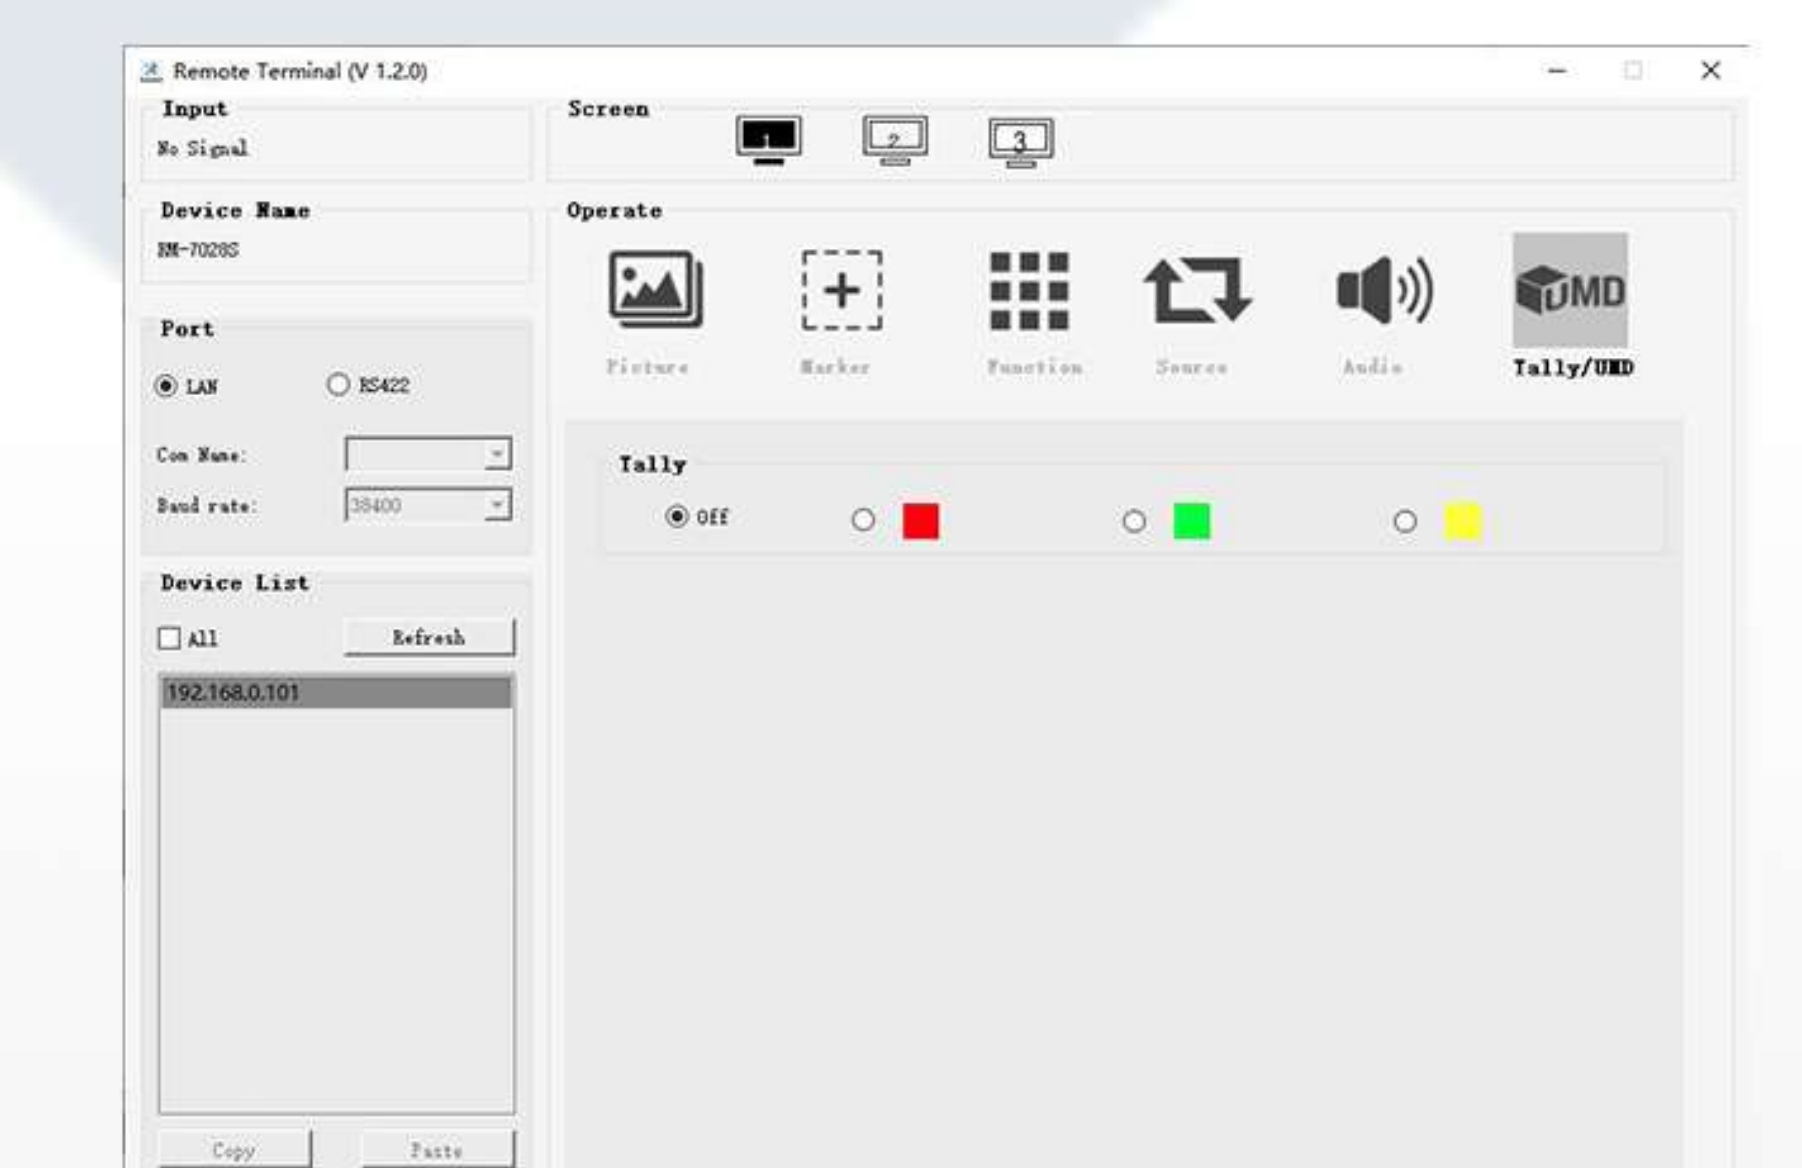 Remote Terminal (V 1.2.0)
Input
No Signal
Screen
1
2
3
Device Name
RM-7028S
Operate
UMD
Picture
Marker
Function
Source
Audio
Tally/UMD
Port
LAN
RS422
Com Name:
Baud rate:
38400
Tally
Off
Device List
All
Refresh
192.168.0.101
Copy
Paste